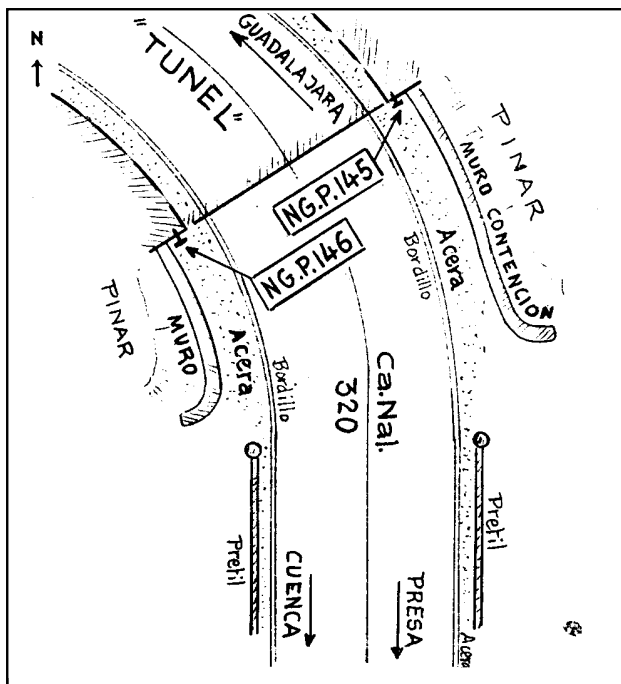 N
"TUNEL"
GUADALAJARA
NG.P.145
NG.P.146
PINAR
MURO CONTENCION
Acera
Bordillo
PINAR
MURO
Acera
Bordillo
Ca.Nal.
320
Pretil
CUENCA
PRESA
Pretil
Acera